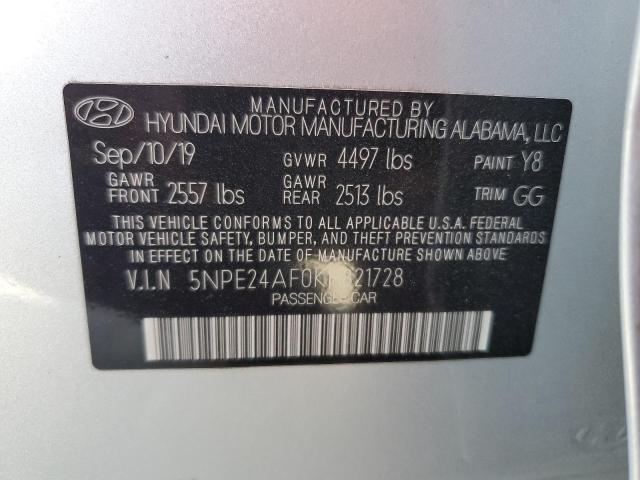 MANUFACTURED BY
HYUNDAI MOTOR MANUFACTURING ALABAMA, LLC
Sep/10/19 GVWR 4497 lbs PAINT Y8
GAWR FRONT 2557 lbs GAWR REAR 2513 lbs TRIM GG
THIS VEHICLE CONFORMS TO ALL APPLICABLE U.S.A. FEDERAL
MOTOR VEHICLE SAFETY, BUMPER, AND THEFT PREVENTION STANDARDS
IN EFFECT ON THE DATE OF MANUFACTURE SHOWN ABOVE.
V.I.N
PASSENGER CAR